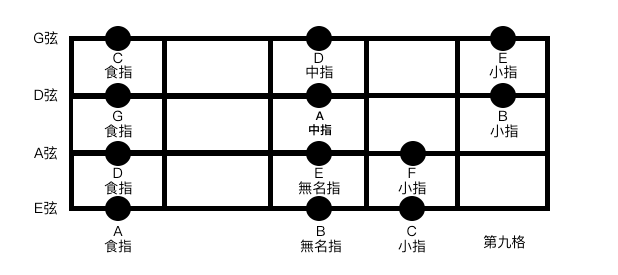 G弦
C D E
食指 中指 小指
D弦
G A B
食指 中指 小指
A弦
D E F
食指 無名指 小指
E弦
A B C
食指 無名指 小指 第九格